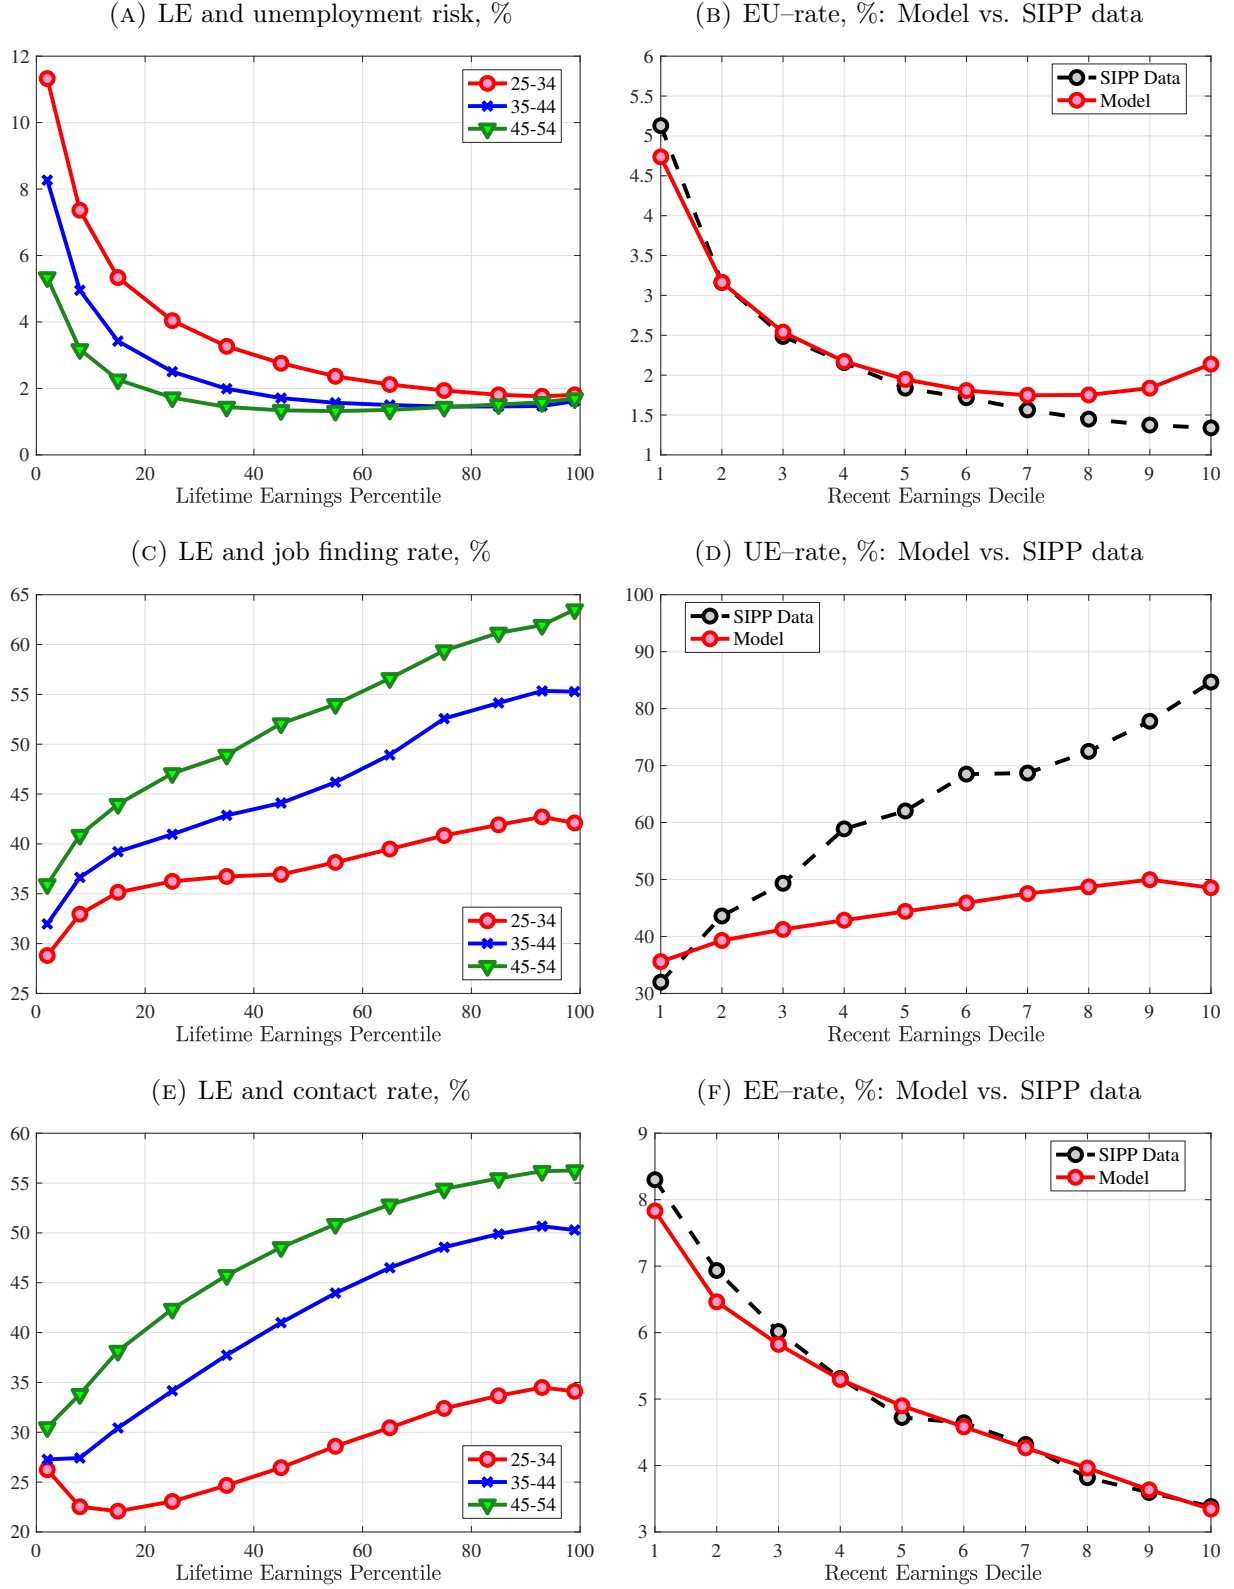 (A) LE and unemployment risk, %
12
10
8
6
4
2
0
0 20 40 60 80 100
Lifetime Earnings Percentile
25-34
35-44
45-54
(B) EU–rate, %: Model vs. SIPP data
6
5.5
5
4.5
4
3.5
3
2.5
2
1.5
1
1 2 3 4 5 6 7 8 9 10
Recent Earnings Decile
SIPP Data
Model
(C) LE and job finding rate, %
65
60
55
50
45
40
35
30
25
0 20 40 60 80 100
Lifetime Earnings Percentile
25-34
35-44
45-54
(D) UE–rate, %: Model vs. SIPP data
100
90
80
70
60
50
40
30
1 2 3 4 5 6 7 8 9 10
Recent Earnings Decile
SIPP Data
Model
(E) LE and contact rate, %
60
55
50
45
40
35
30
25
20
0 20 40 60 80 100
Lifetime Earnings Percentile
25-34
35-44
45-54
(F) EE–rate, %: Model vs. SIPP data
9
8
7
6
5
4
3
1 2 3 4 5 6 7 8 9 10
Recent Earnings Decile
SIPP Data
Model